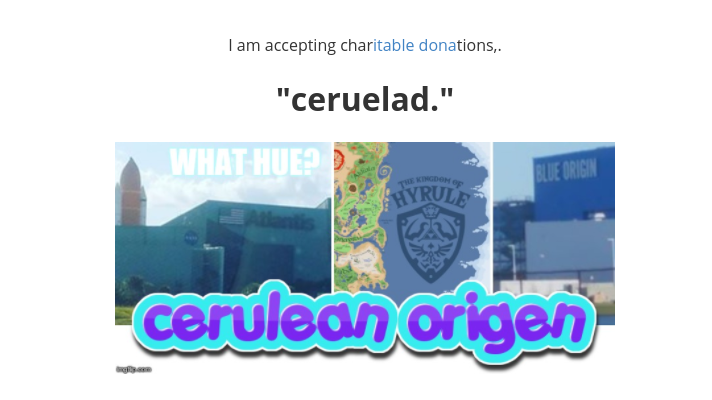 I am accepting charitable donations,.
"ceruelad."
WHAT-HUE?
Atlantis
THE KINGDOM OF
HYRULE
BLUE ORIGIN
cerulean origen
imgflip.com